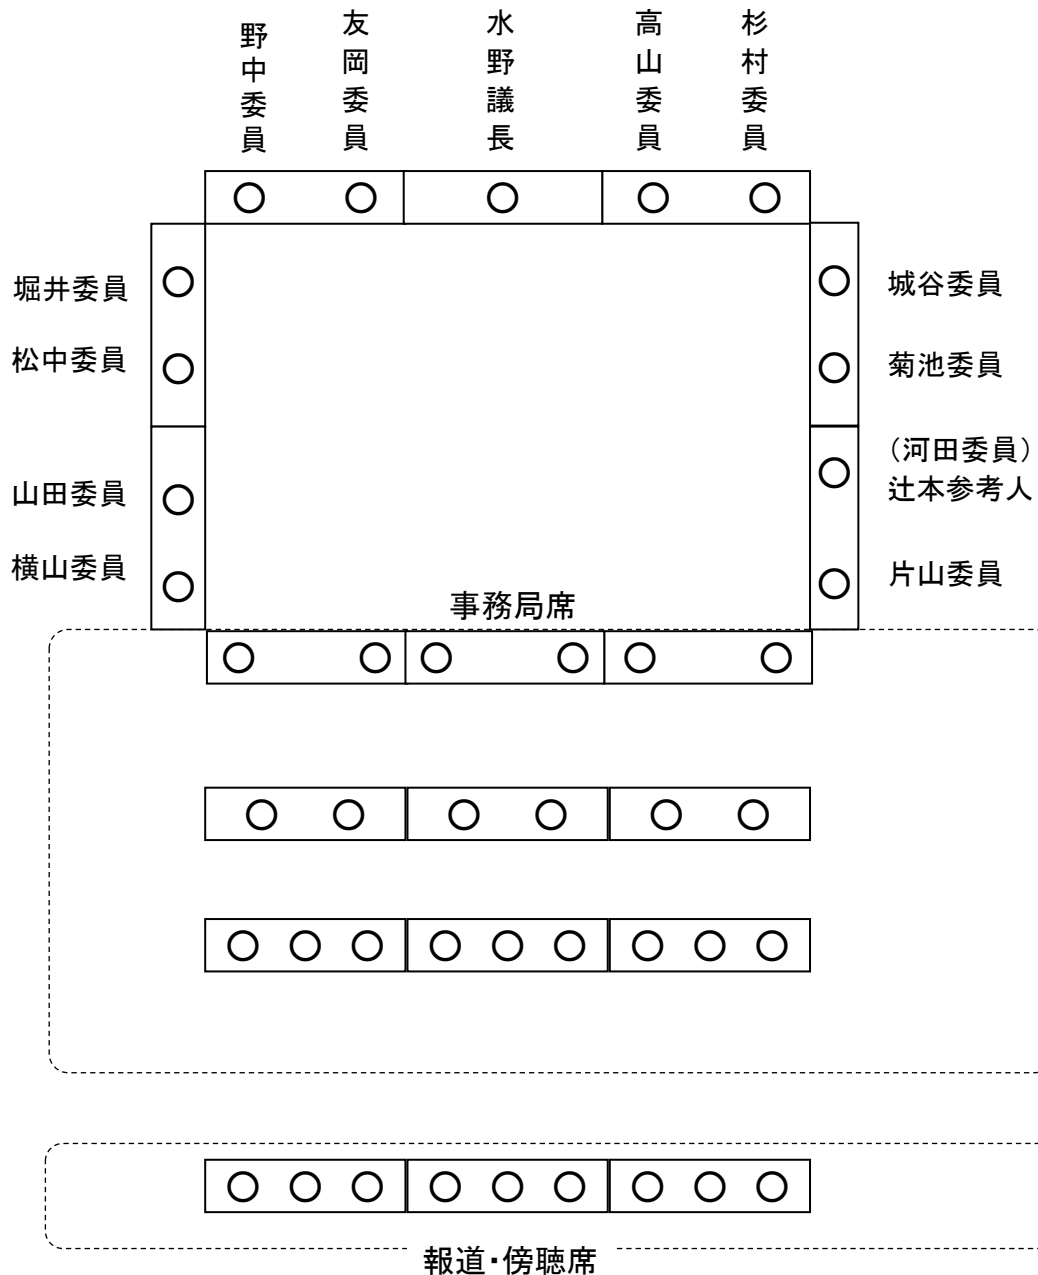 野中委員
友岡委員
水野議長
高山委員
杉村委員
堀井委員
城谷委員
松中委員
菊池委員
（河田委員）
山田委員
辻本参考人
横山委員
片山委員
事務局席
報道・傍聴席